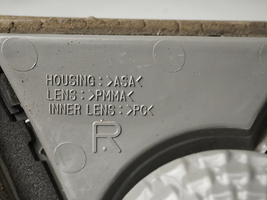 HOUSING: >ASA<
LENS: >PMMA<
INNER LENS: >PC<
R